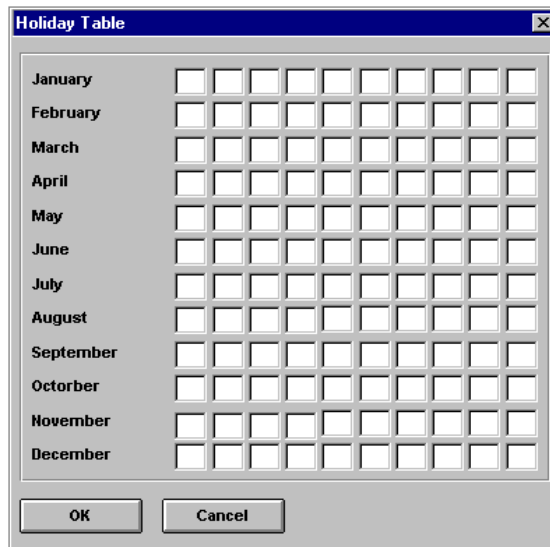 Holiday Table
January
February
March
April
May
June
July
August
September
Octorber
November
December
OK Cancel